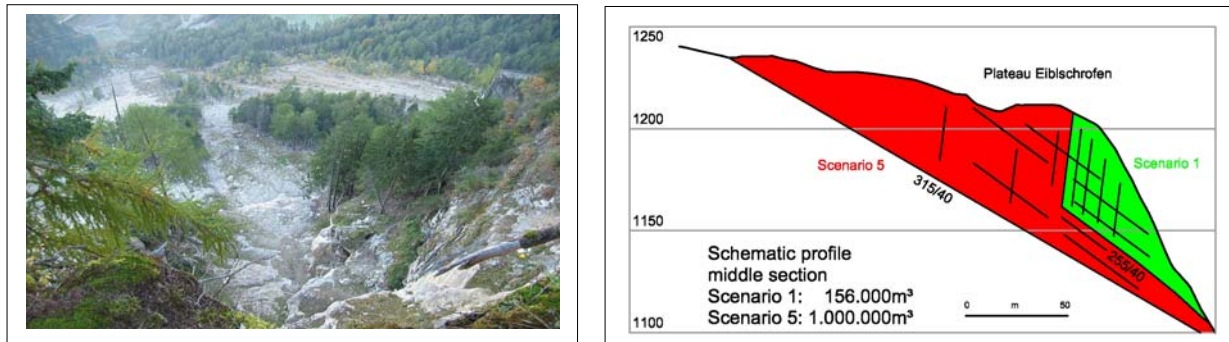 1250
Plateau Eiblschrofen
1200
Scenario 5
Scenario 1
315/40
1150
255/40
Schematic profile
middle section
Scenario 1: 156.000m³
Scenario 5: 1.000.000m³
0 m 50
1100